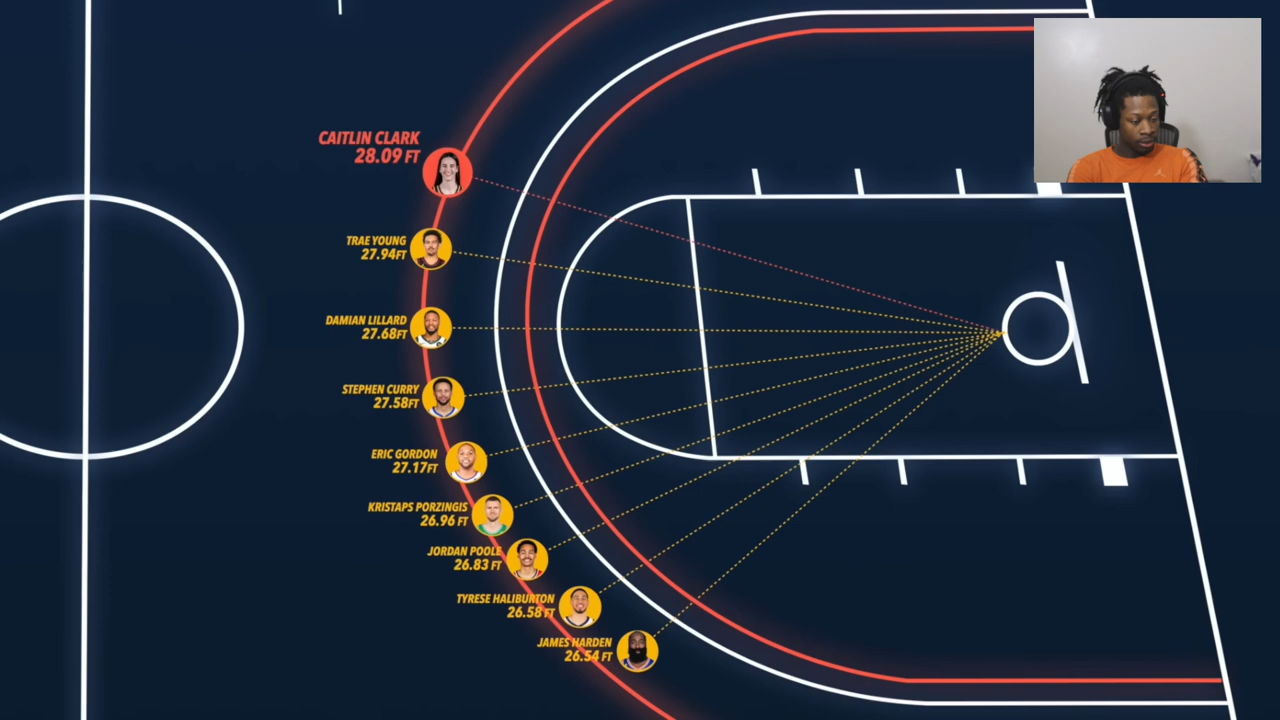 CAITLIN CLARK
28.09 FT
TRAE YOUNG
27.94FT
DAMIAN LILLARD
27.68FT
STEPHEN CURRY
27.58FT
ERIC GORDON
27.17FT
KRISTAPS PORZINGIS
26.96 FT
JORDAN POOLE
26.83 FT
TYRESE HALIBURTON
26.58 FT
JAMES HARDEN
26.54 FT